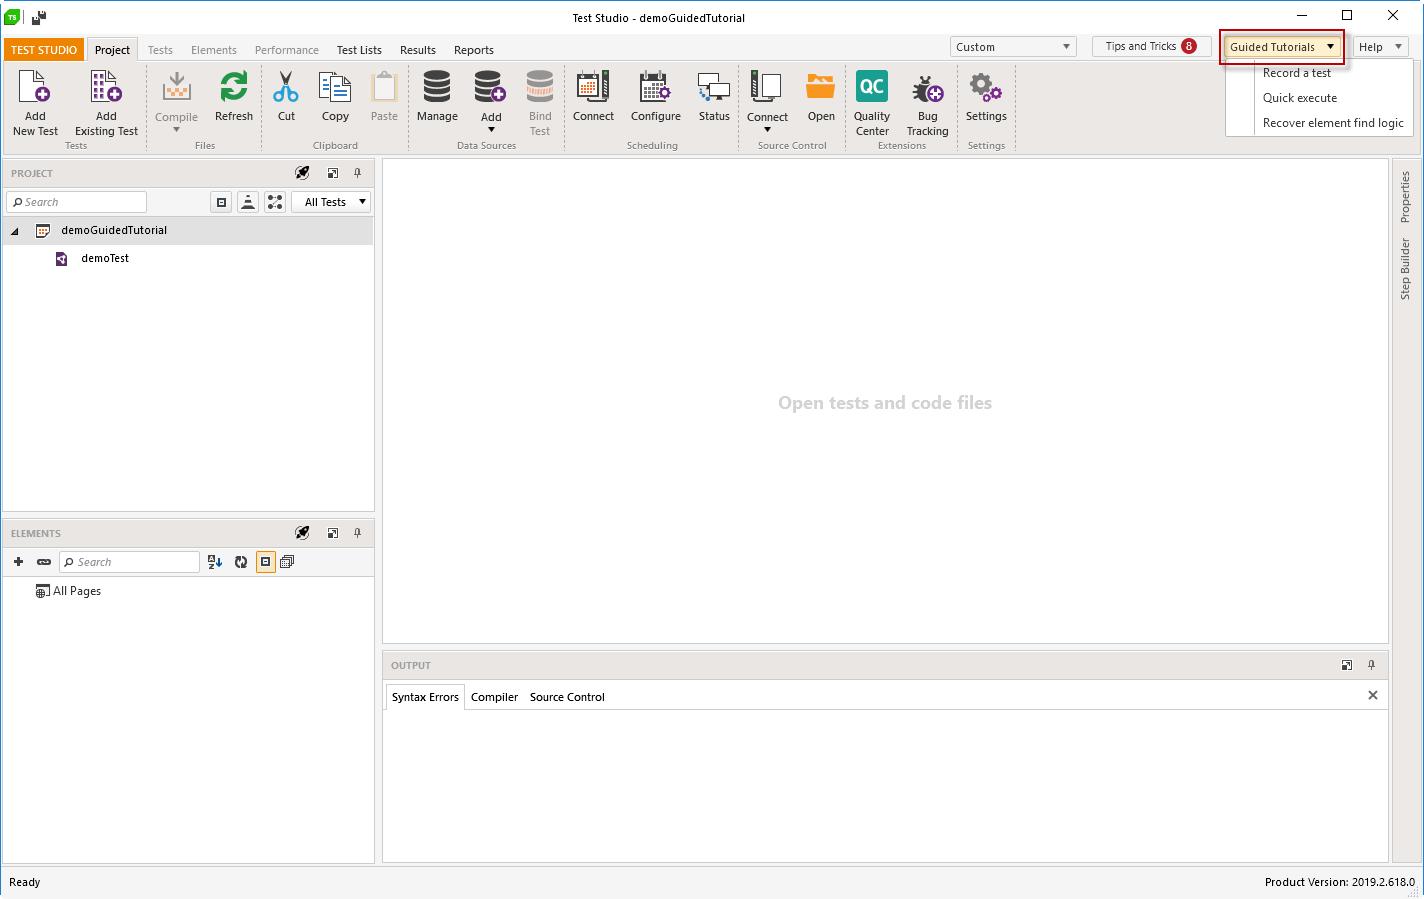 TS
Test Studio - demoGuidedTutorial
TEST STUDIO Project Tests Elements Performance Test Lists Results Reports
Custom Tips and Tricks 8 Guided Tutorials Help
Record a test
Quick execute
Recover element find logic
Add New Test
Add Existing Test
Compile
Refresh
Cut
Copy
Paste
Manage
Add
Bind Test
Connect
Configure
Status
Connect
Open
QC
Quality Center
Bug Tracking
Settings
Tests Files Clipboard Data Sources Scheduling Source Control Extensions Settings
PROJECT
Search All Tests
demoGuidedTutorial
demoTest
ELEMENTS
Search
All Pages
Open tests and code files
Properties
Step Builder
OUTPUT
Syntax Errors Compiler Source Control
Ready Product Version: 2019.2.618.0